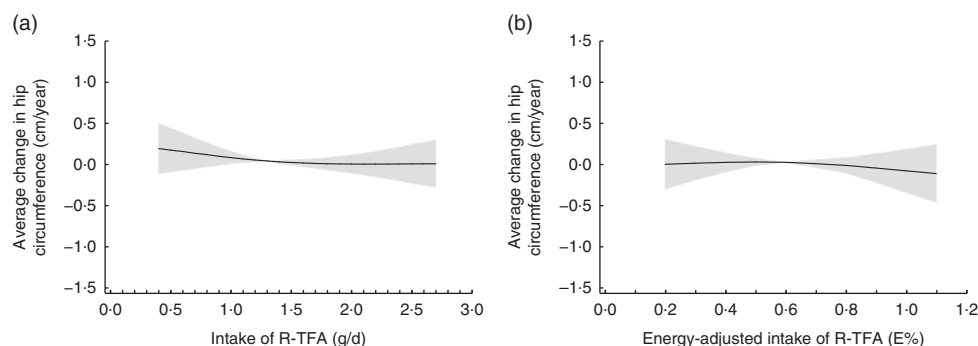 (a)
1·5
1·0
0·5
0·0
−0·5
−1·0
−1·5
Average change in hip
circumference (cm/year)
0·0 0·5 1·0 1·5 2·0 2·5 3·0
Intake of R-TFA (g/d)
(b)
1·5
1·0
0·5
0·0
−0·5
−1·0
−1·5
Average change in hip
circumference (cm/year)
0·0 0·2 0·4 0·6 0·8 1·0 1·2
Energy-adjusted intake of R-TFA (E%)